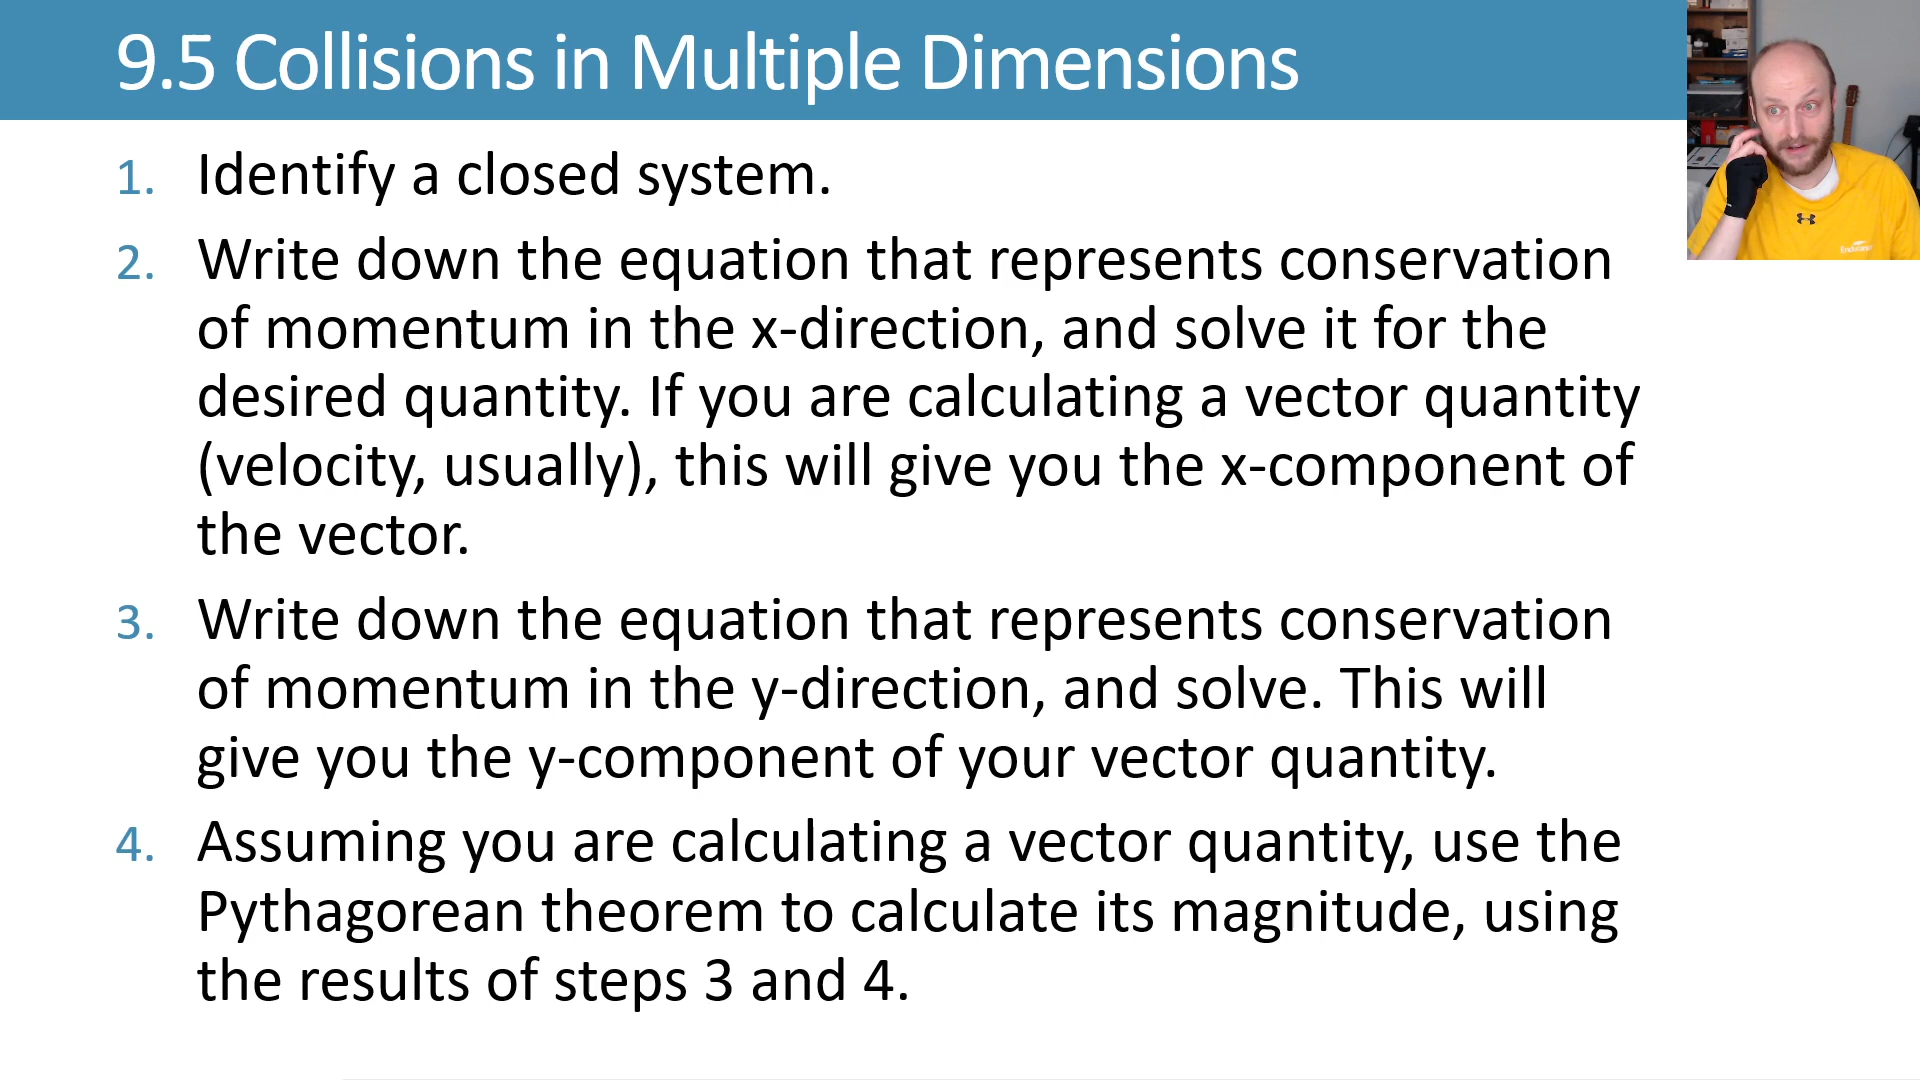 9.5 Collisions in Multiple Dimensions
1. Identify a closed system.
2. Write down the equation that represents conservation
of momentum in the x-direction, and solve it for the
desired quantity. If you are calculating a vector quantity
(velocity, usually), this will give you the x-component of
the vector.
3. Write down the equation that represents conservation
of momentum in the y-direction, and solve. This will
give you the y-component of your vector quantity.
4. Assuming you are calculating a vector quantity, use the
Pythagorean theorem to calculate its magnitude, using
the results of steps 3 and 4.